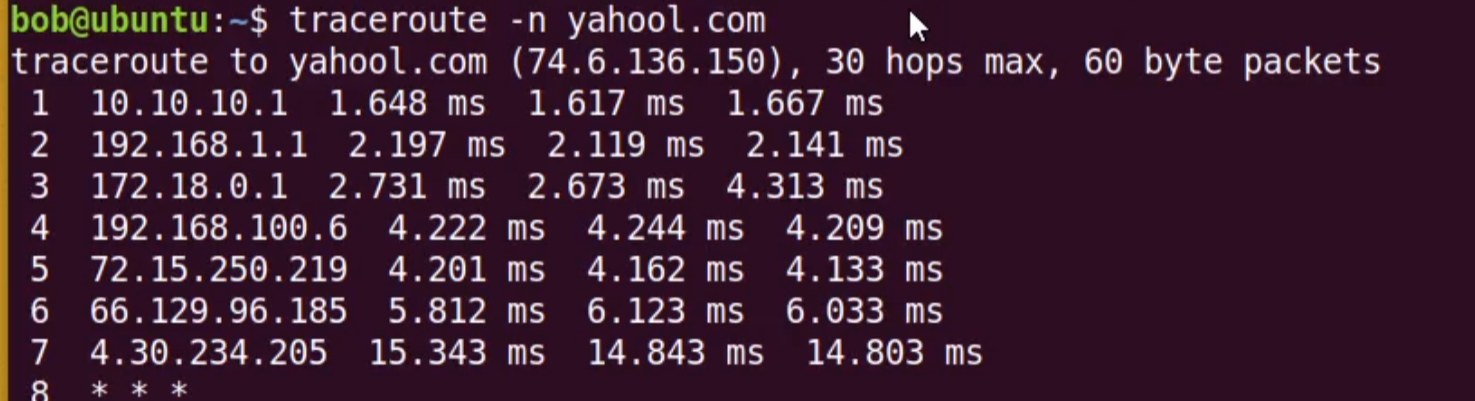 bob@ubuntu:~$ traceroute -n yahool.com
traceroute to yahool.com (74.6.136.150), 30 hops max, 60 byte packets
 1  10.10.10.1  1.648 ms  1.617 ms  1.667 ms
 2  192.168.1.1  2.197 ms  2.119 ms  2.141 ms
 3  172.18.0.1  2.731 ms  2.673 ms  4.313 ms
 4  192.168.100.6  4.222 ms  4.244 ms  4.209 ms
 5  72.15.250.219  4.201 ms  4.162 ms  4.133 ms
 6  66.129.96.185  5.812 ms  6.123 ms  6.033 ms
 7  4.30.234.205  15.343 ms  14.843 ms  14.803 ms
 8  * * *